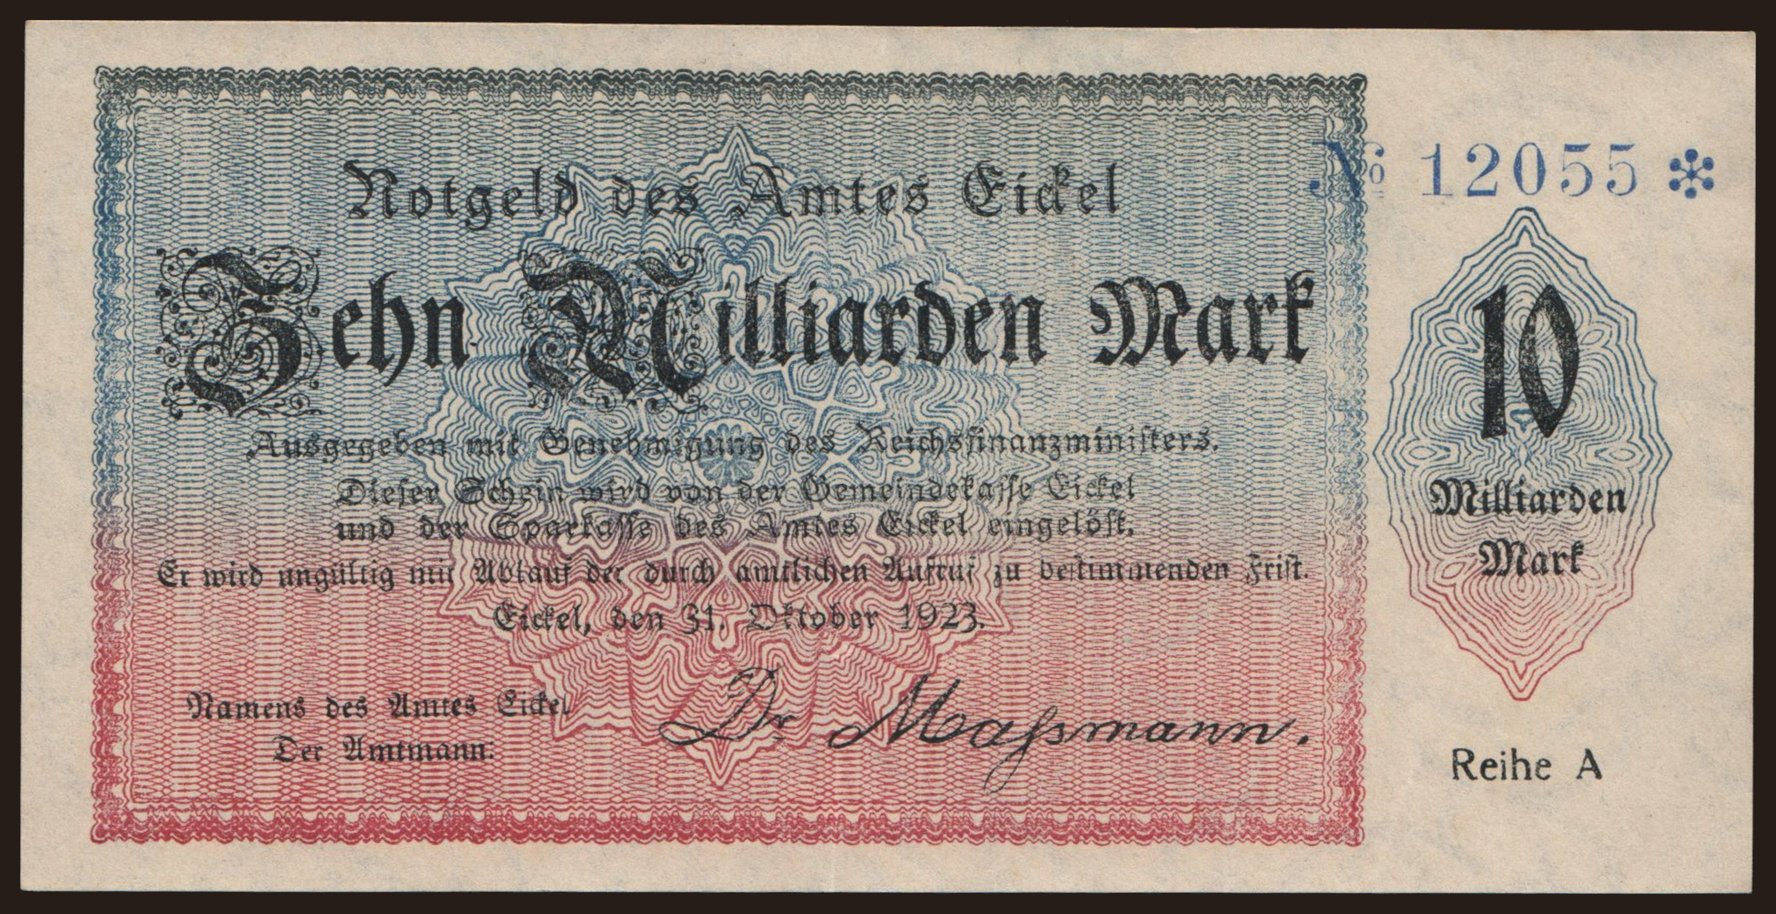 Notgeld des Amtes Eickel
№ 12055 *
Zehn Milliarden Mark
10
Milliarden
Mark
Ausgegeben mit Genehmigung des Reichsfinanzministers.
Dieser Schein wird von der Gemeindekasse Eickel
und der Sparkasse des Amtes Eickel eingelöst.
Er wird ungültig mit Ablauf der durch amtlichen Aufruf zu bestimmenden Frist.
Eickel, den 31. Oktober 1923.
Namens des Amtes Eickel
Der Amtmann:
Dr Maßmann.
Reihe A